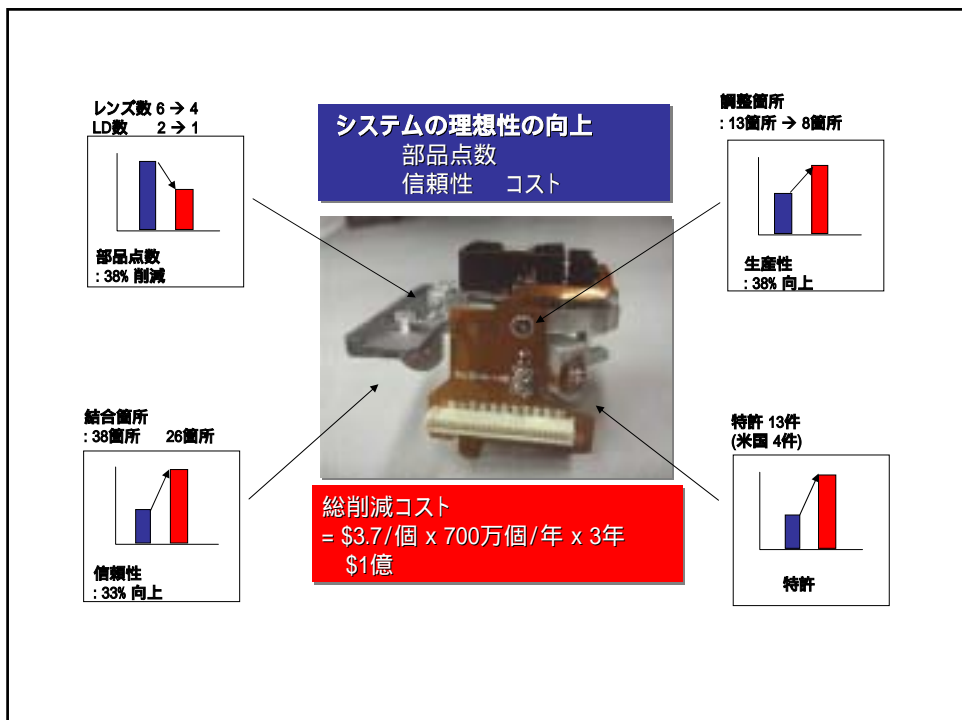 レンズ数 6 → 4
LD数 2 → 1
部品点数
: 38% 削減
システムの理想性の向上
部品点数
信頼性 コスト
調整箇所
: 13箇所 → 8箇所
生産性
: 38% 向上
結合箇所
: 38箇所 26箇所
信頼性
: 33% 向上
総削減コスト
= $3.7/個 x 700万個/年 x 3年
$1億
特許 13件
(米国 4件)
特許